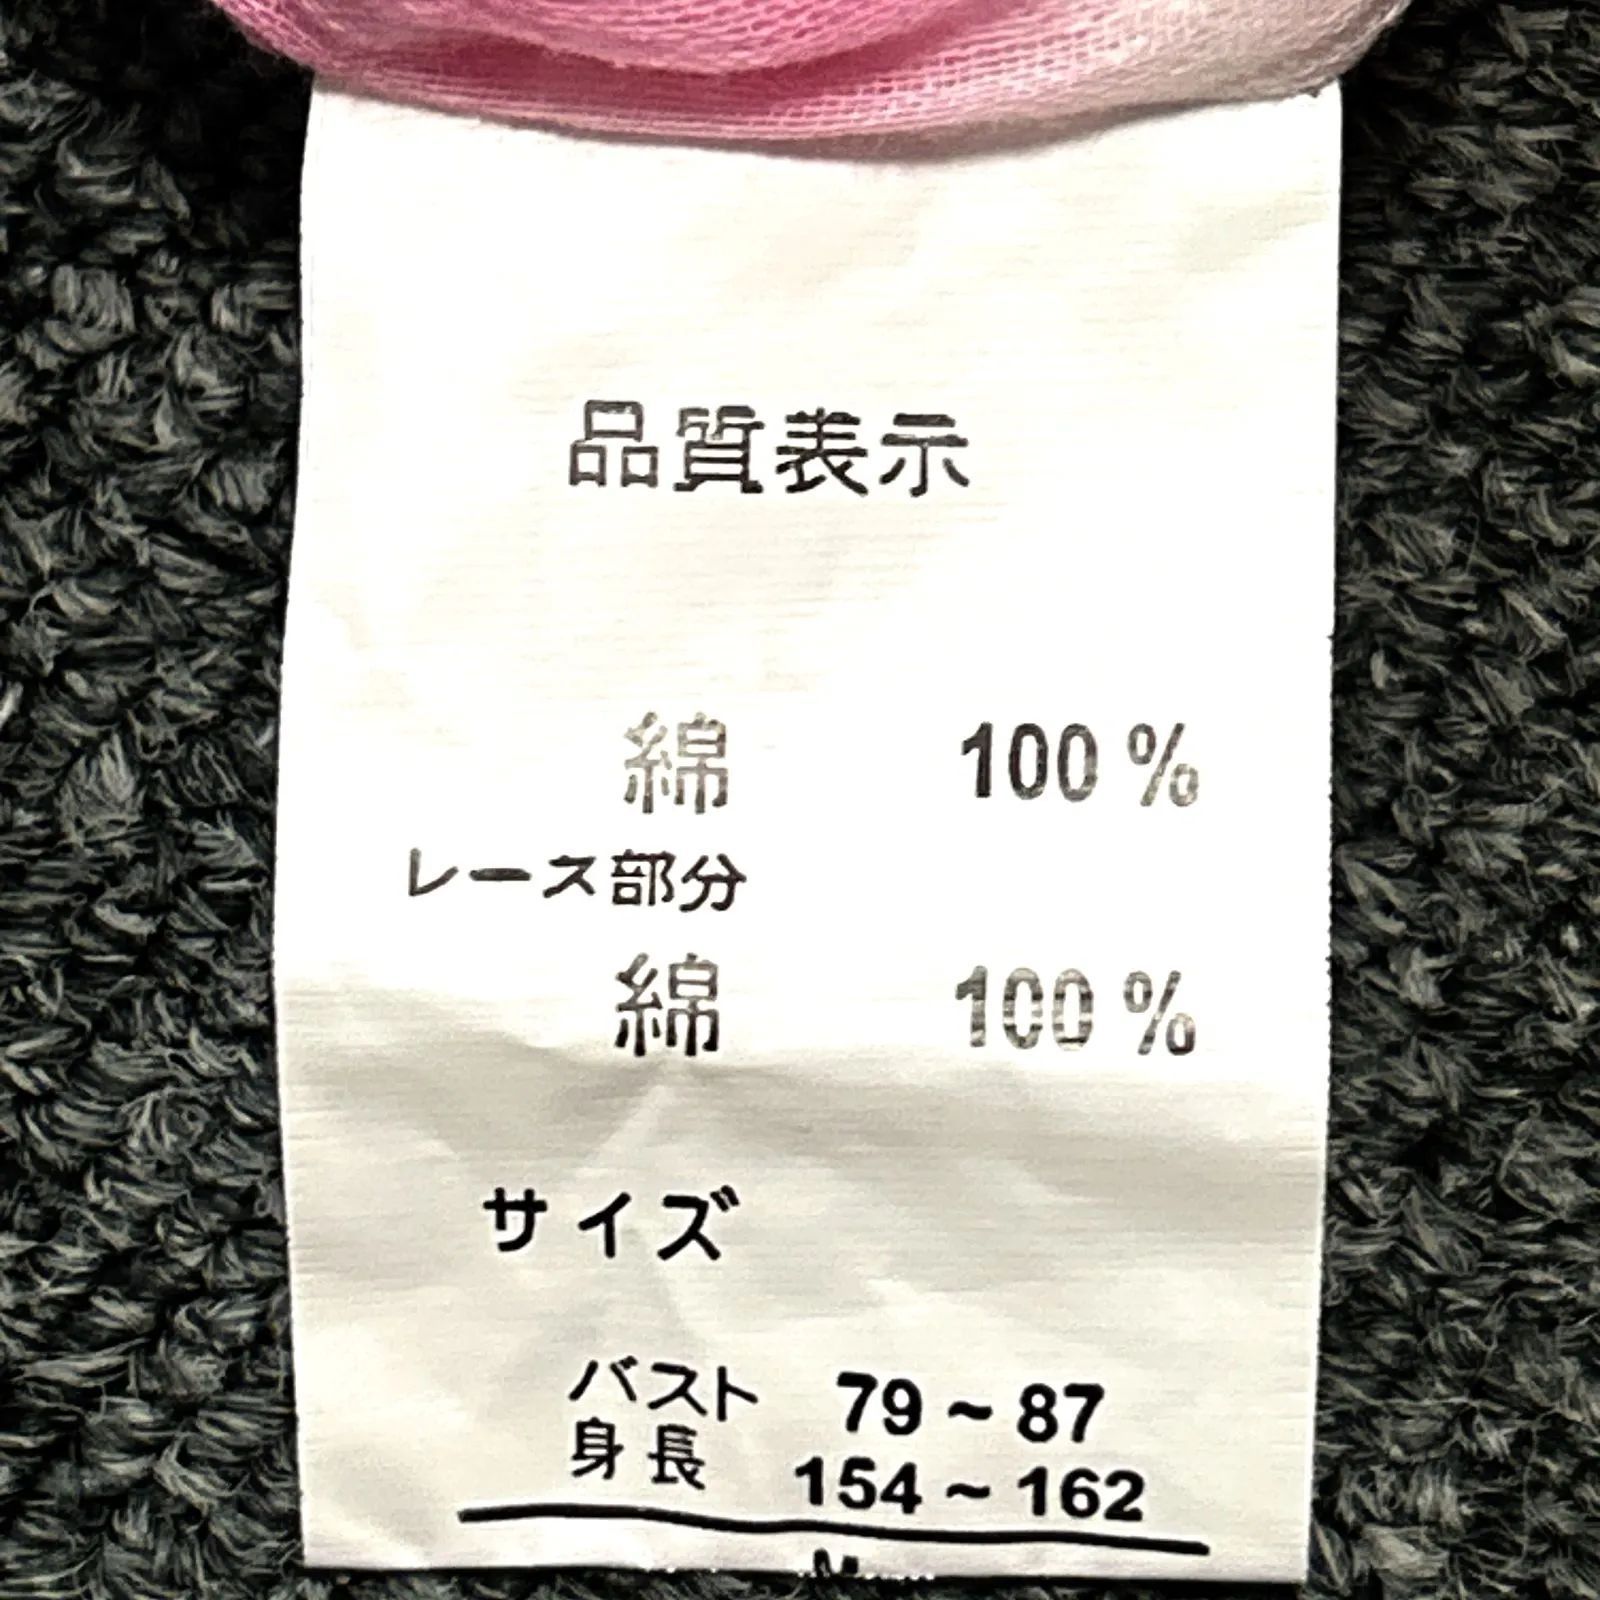 品質表示
綿 100%
レース部分
綿 100%
サイズ
バスト 79~87
身長 154~162
M